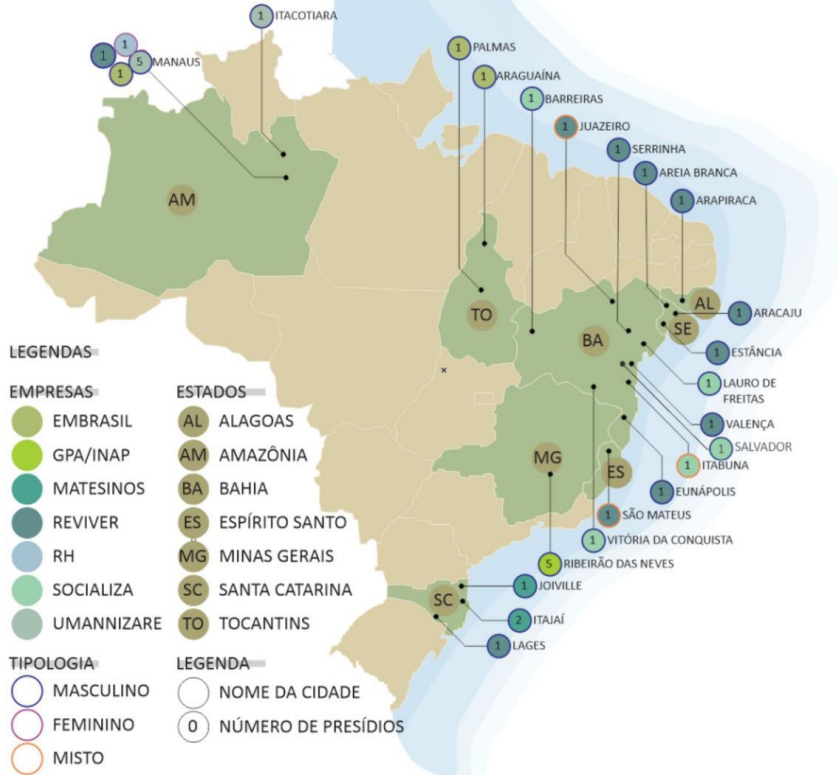 1 ITACOTIARA
1
1
5 MANAUS
1
1 PALMAS
1 ARAGUAÍNA
1 BARREIRAS
1 JUAZEIRO
1 SERRINHA
1 AREIA BRANCA
1 ARAPIRACA
AM
TO
BA
AL
SE
MG
ES
SC
1 ARACAJU
1 ESTÂNCIA
1 LAURO DE
FREITAS
1 VALENÇA
1 SALVADOR
1 ITABUNA
1 EUNÁPOLIS
1 SÃO MATEUS
1 VITÓRIA DA CONQUISTA
5 RIBEIRÃO DAS NEVES
1 JOIVILLE
2 ITAJAÍ
1 LAGES
LEGENDAS
EMPRESAS
EMBRASIL
GPA/INAP
MATESINOS
REVIVER
RH
SOCIALIZA
UMANNIZARE
ESTADOS
AL ALAGOAS
AM AMAZÔNIA
BA BAHIA
ES ESPÍRITO SANTO
MG MINAS GERAIS
SC SANTA CATARINA
TO TOCANTINS
TIPOLOGIA
MASCULINO
FEMININO
MISTO
LEGENDA
NOME DA CIDADE
0 NÚMERO DE PRESÍDIOS